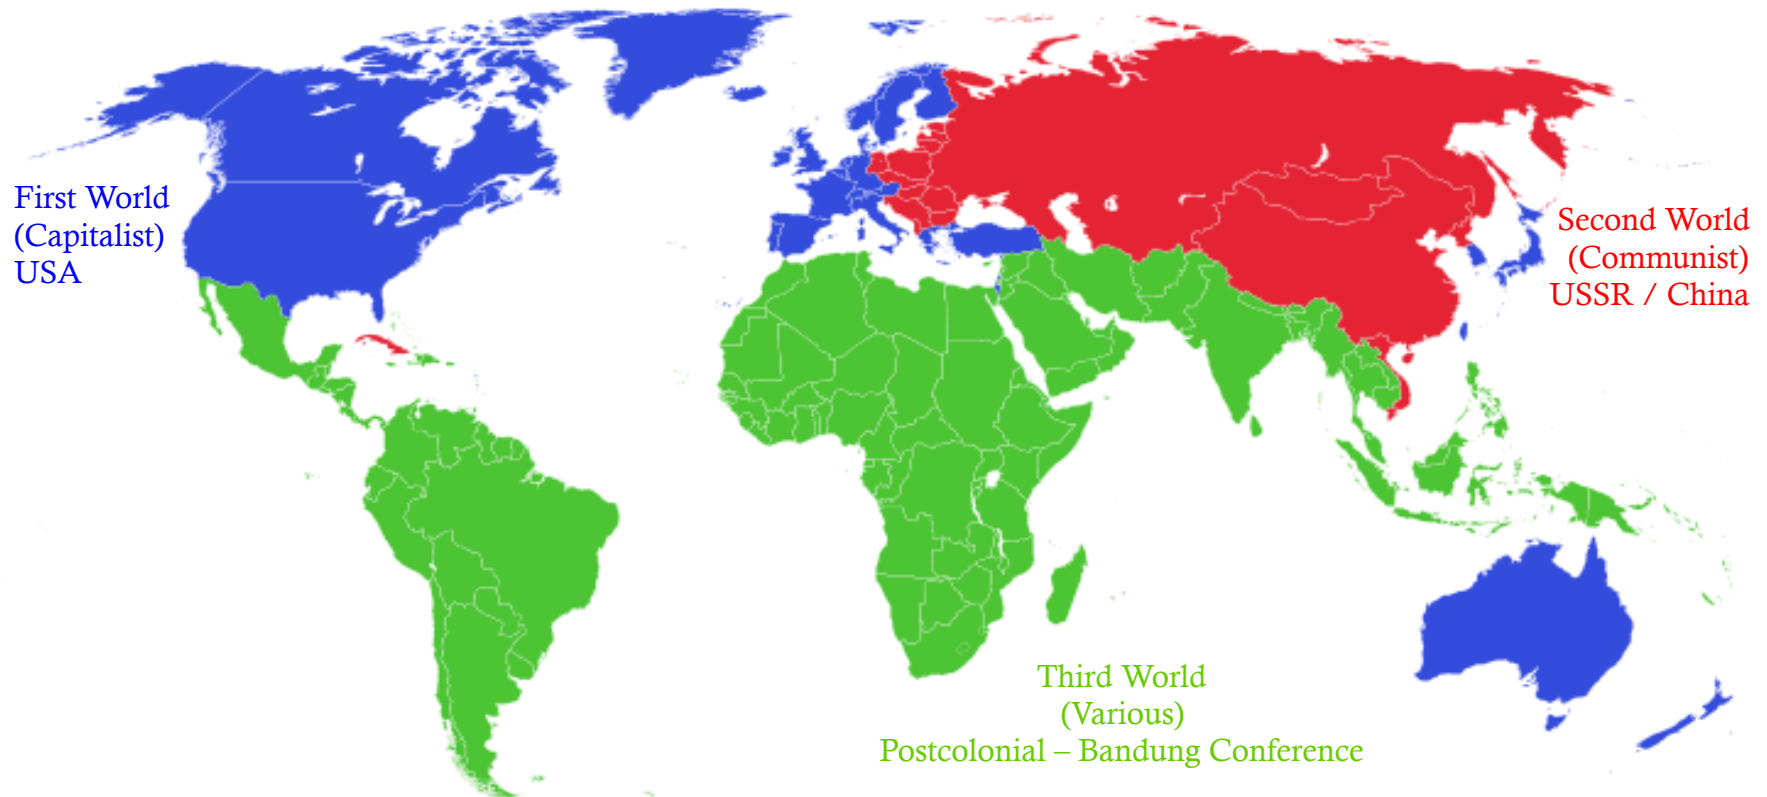 First World
(Capitalist)
USA
Second World
(Communist)
USSR / China
Third World
(Various)
Postcolonial – Bandung Conference